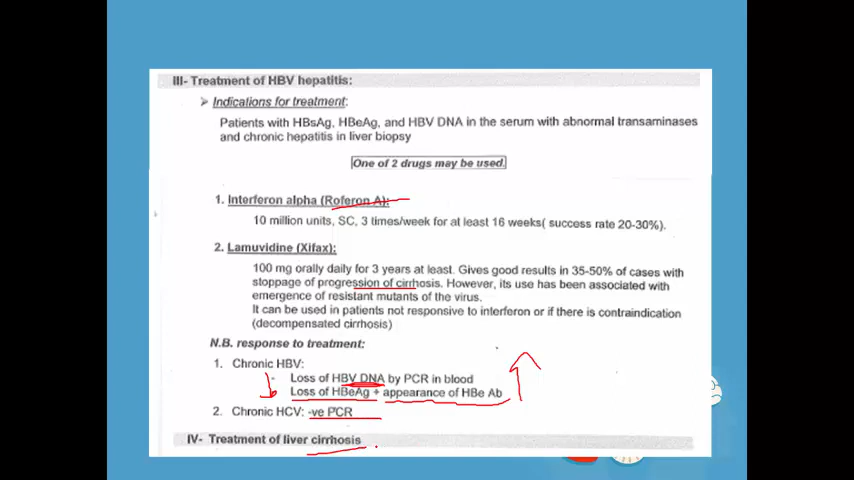 III- Treatment of HBV hepatitis:
➢ Indications for treatment:
Patients with HBsAg, HBeAg, and HBV DNA in the serum with abnormal transaminases
and chronic hepatitis in liver biopsy
One of 2 drugs may be used.
1. Interferon alpha (Roferon A):
10 million units, SC, 3 times/week for at least 16 weeks( success rate 20-30%).
2. Lamuvidine (Xifax):
100 mg orally daily for 3 years at least. Gives good results in 35-50% of cases with
stoppage of progression of cirrhosis. However, its use has been associated with
emergence of resistant mutants of the virus.
It can be used in patients not responsive to interferon or if there is contraindication
(decompensated cirrhosis)
N.B. response to treatment:
1. Chronic HBV:
- Loss of HBV DNA by PCR in blood
Loss of HBeAg + appearance of HBe Ab
2. Chronic HCV: -ve PCR
IV- Treatment of liver cirrhosis